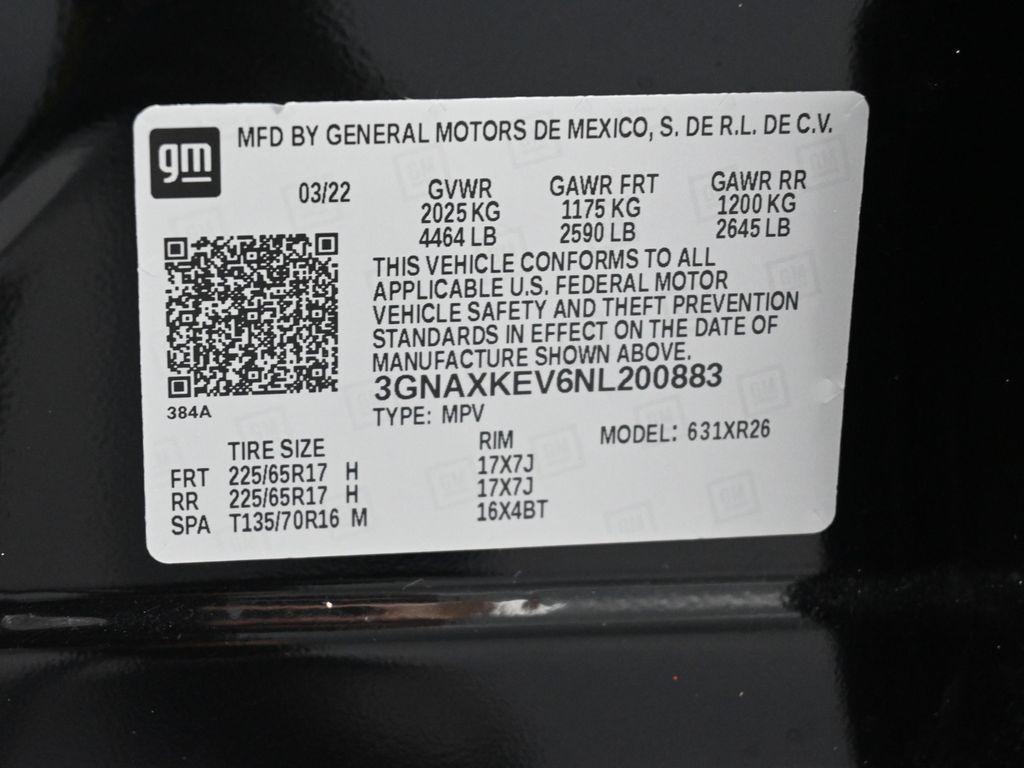 gm
MFD BY GENERAL MOTORS DE MEXICO, S. DE R.L. DE C.V.
03/22 GVWR GAWR FRT GAWR RR
2025 KG 1175 KG 1200 KG
4464 LB 2590 LB 2645 LB
THIS VEHICLE CONFORMS TO ALL
APPLICABLE U.S. FEDERAL MOTOR
VEHICLE SAFETY AND THEFT PREVENTION
STANDARDS IN EFFECT ON THE DATE OF
MANUFACTURE SHOWN ABOVE.
3GNAXKEV6NL200883
384A
TYPE: MPV
MODEL: 631XR26
TIRE SIZE RIM
FRT 225/65R17 H 17X7J
RR 225/65R17 H 17X7J
SPA T135/70R16 M 16X4BT